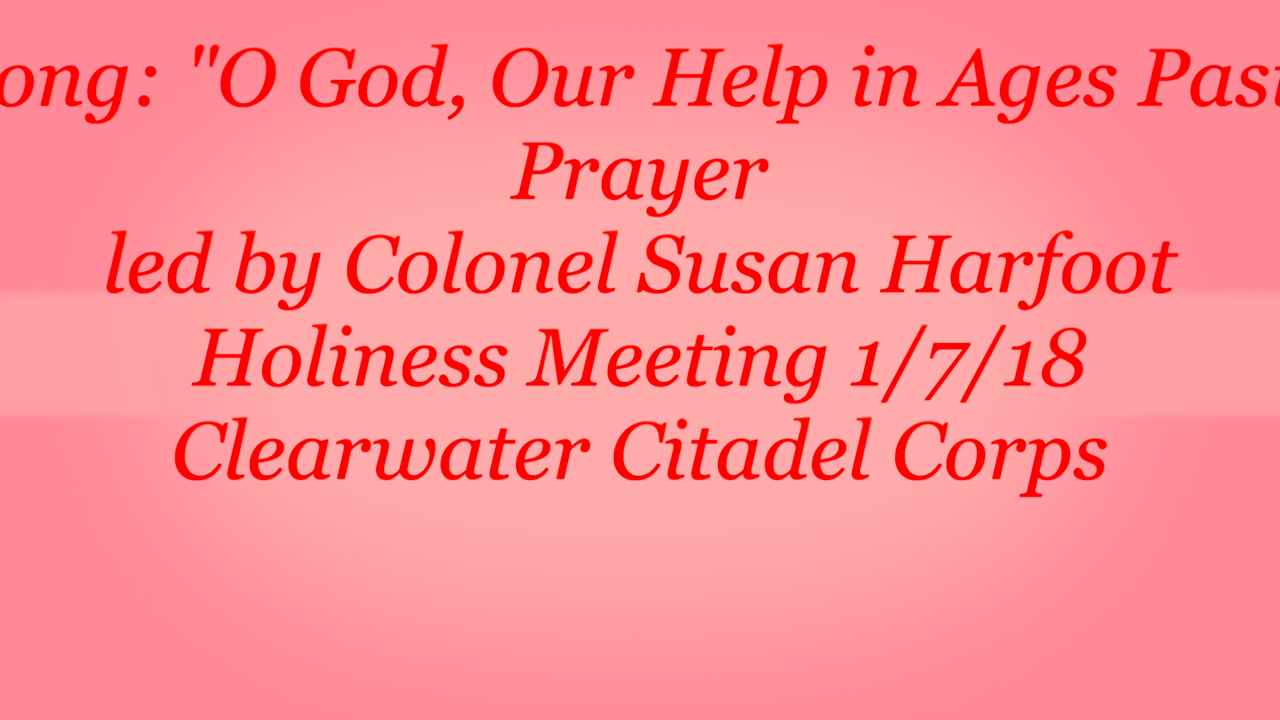 ong: "O God, Our Help in Ages Past
Prayer
led by Colonel Susan Harfoot
Holiness Meeting 1/7/18
Clearwater Citadel Corps